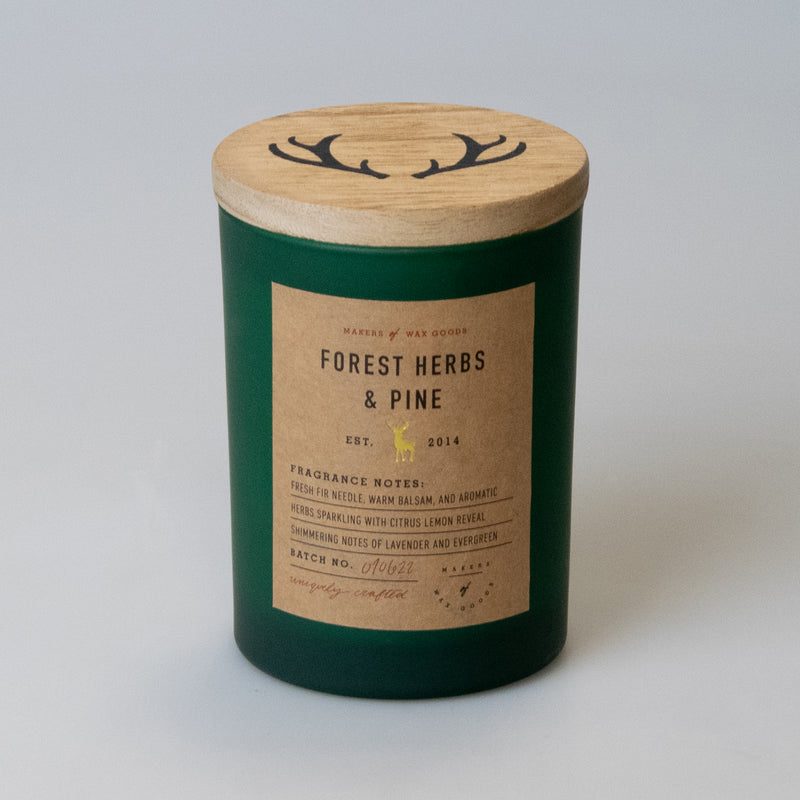 MAKERS of WAX GOODS
FOREST HERBS
& PINE
EST. 2014
FRAGRANCE NOTES:
FRESH FIR NEEDLE, WARM BALSAM, AND AROMATIC
HERBS SPARKLING WITH CITRUS LEMON REVEAL
SHIMMERING NOTES OF LAVENDER AND EVERGREEN
BATCH NO. 010622
uniquely crafted
MAKERS
of
WAX GOODS